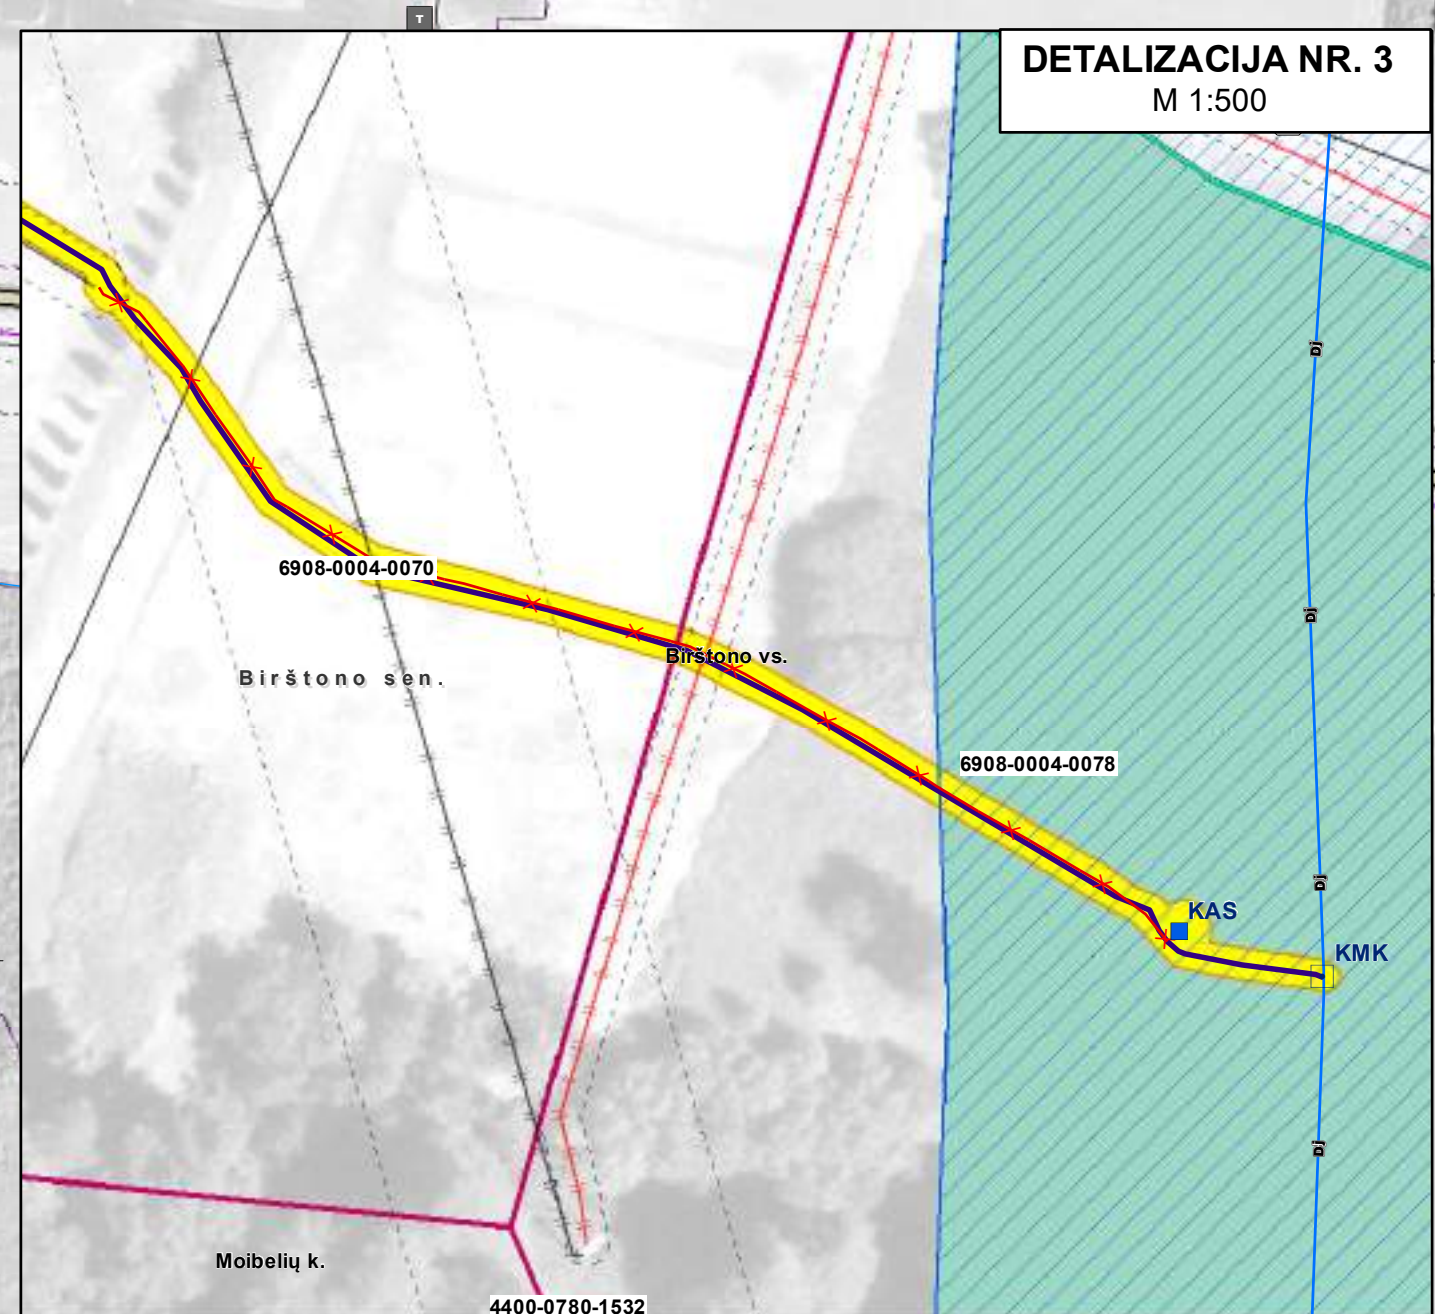 T
DETALIZACIJA NR. 3
M 1:500
Dj
6908-0004-0070
Dj
Birštono vs.
Birštono sen.
6908-0004-0078
Dj
KAS
KMK
Dj
Moibelių k.
4400-0780-1532